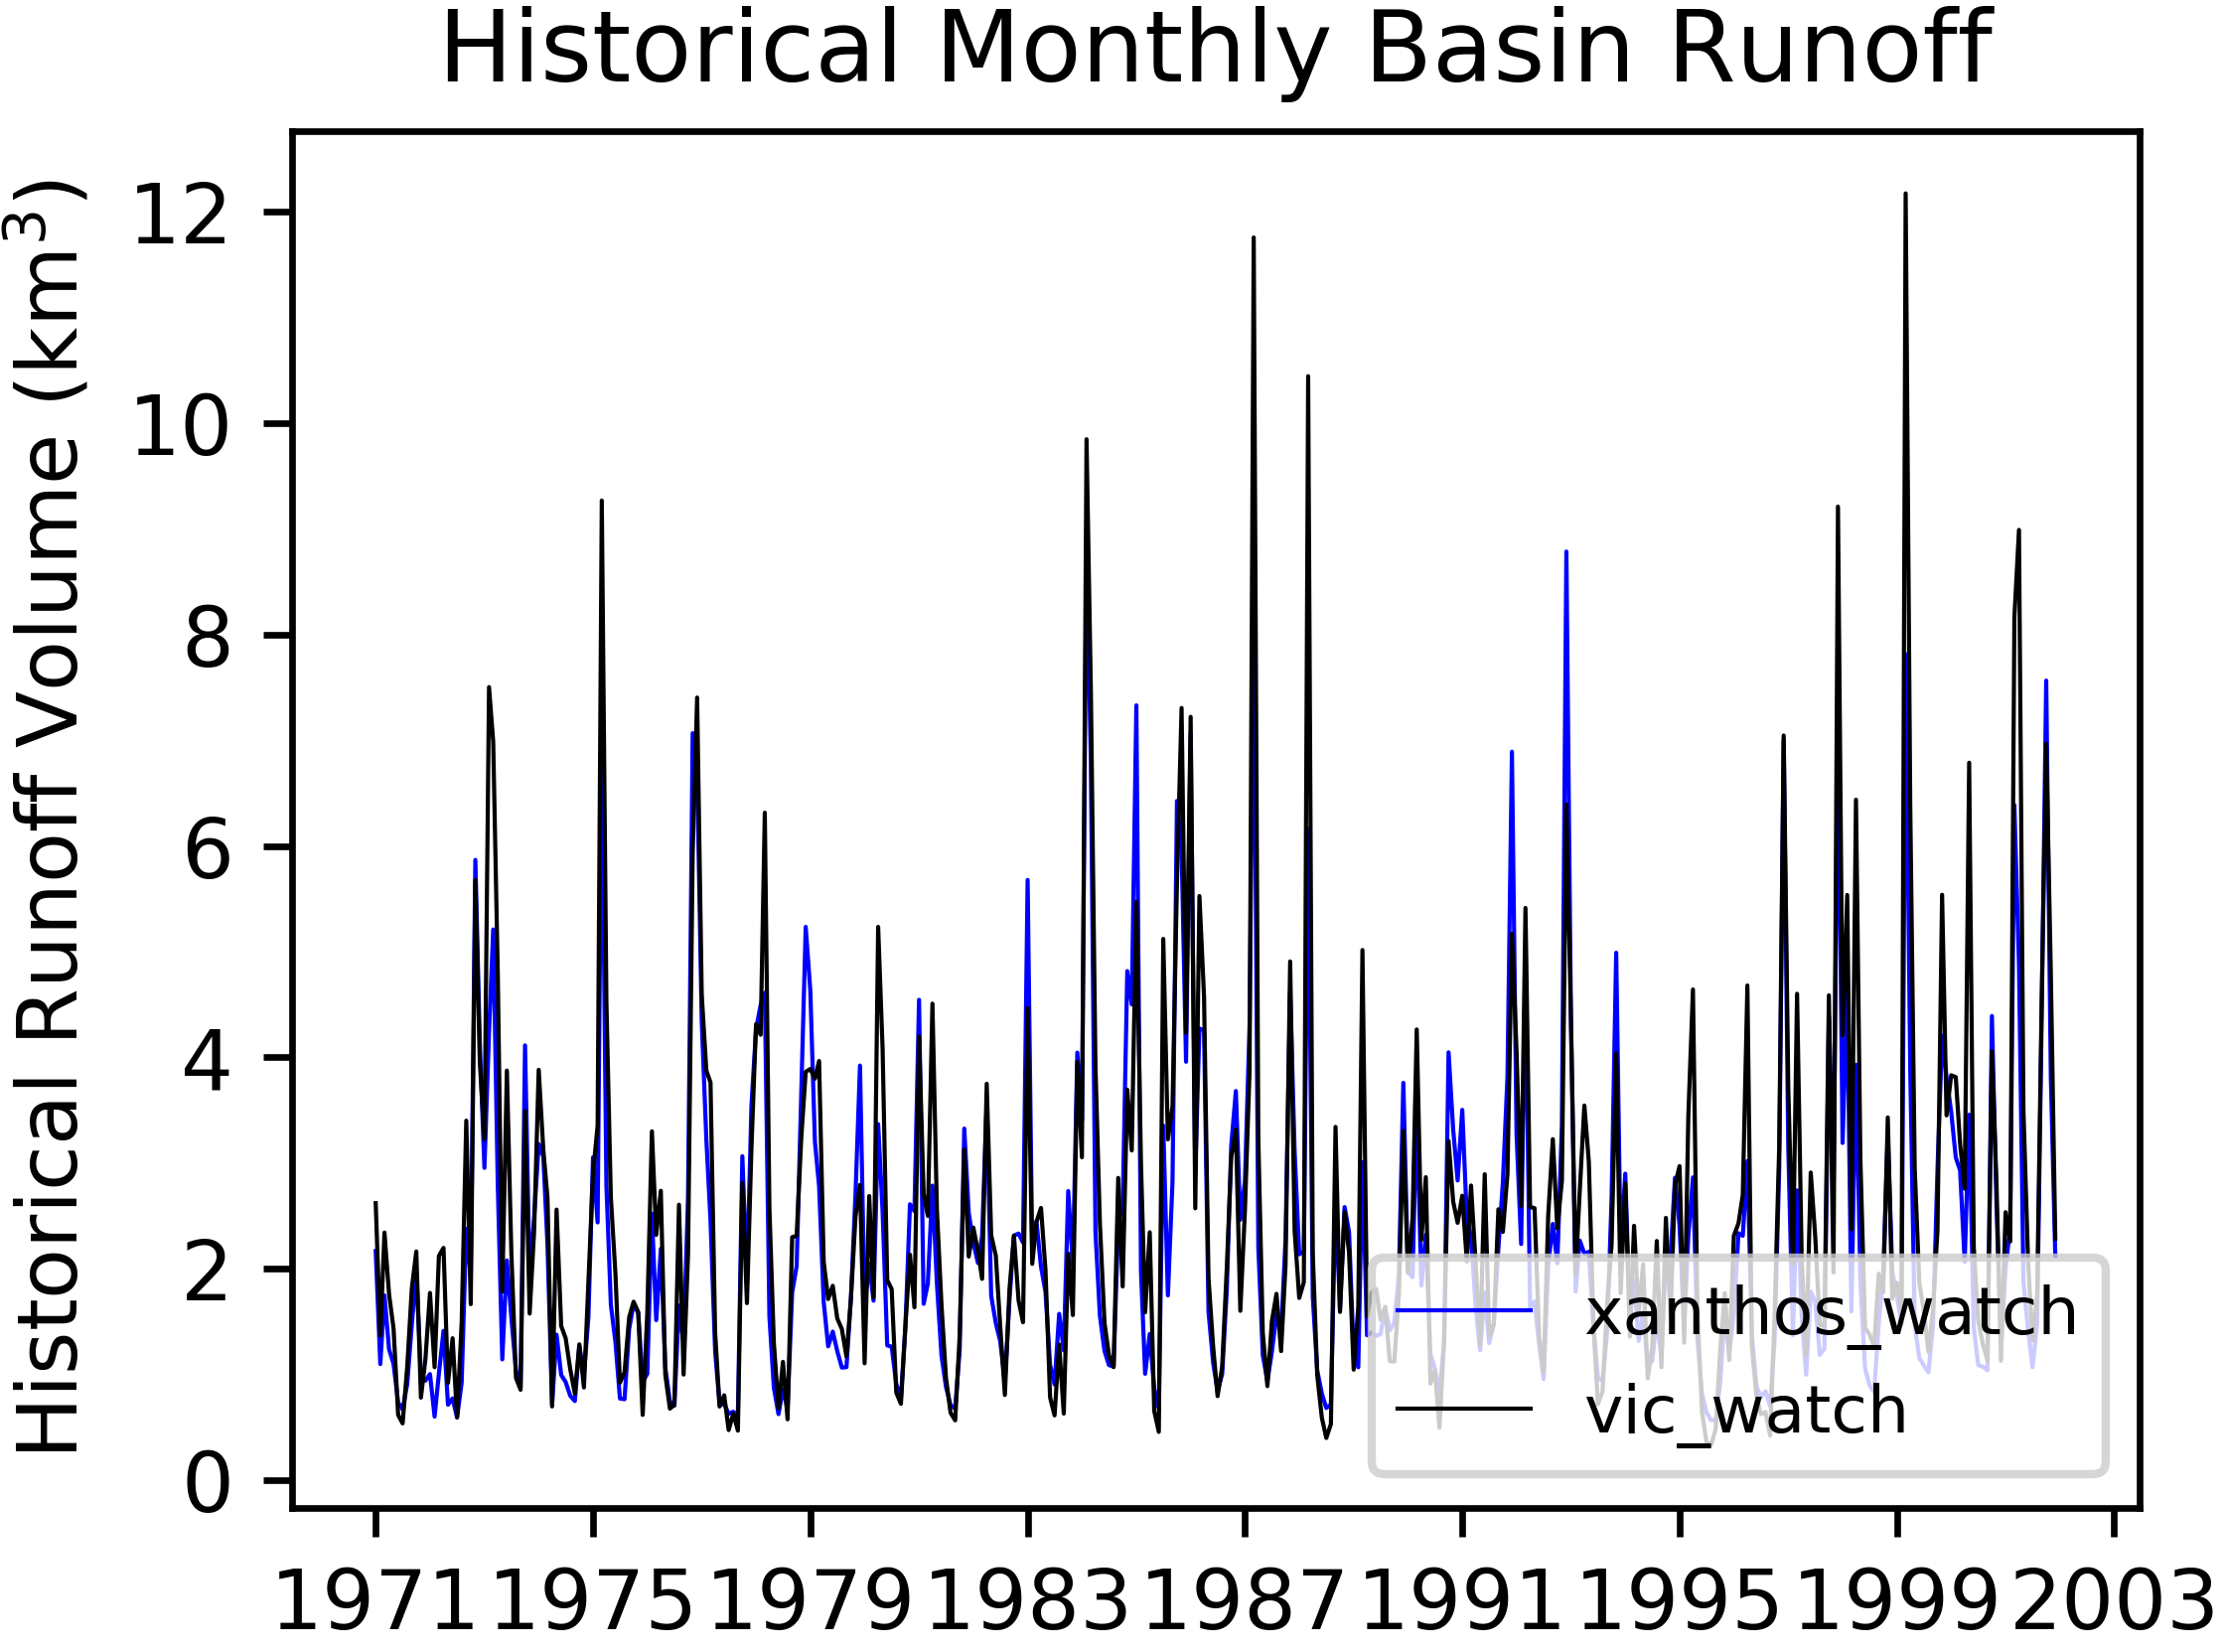 Historical Monthly Basin Runoff
Historical Runoff Volume (km³)
12
10
8
6
4
2
0
xanthos_watch
vic_watch
1971 1975 1979 1983 1987 1991 1995 1999 2003